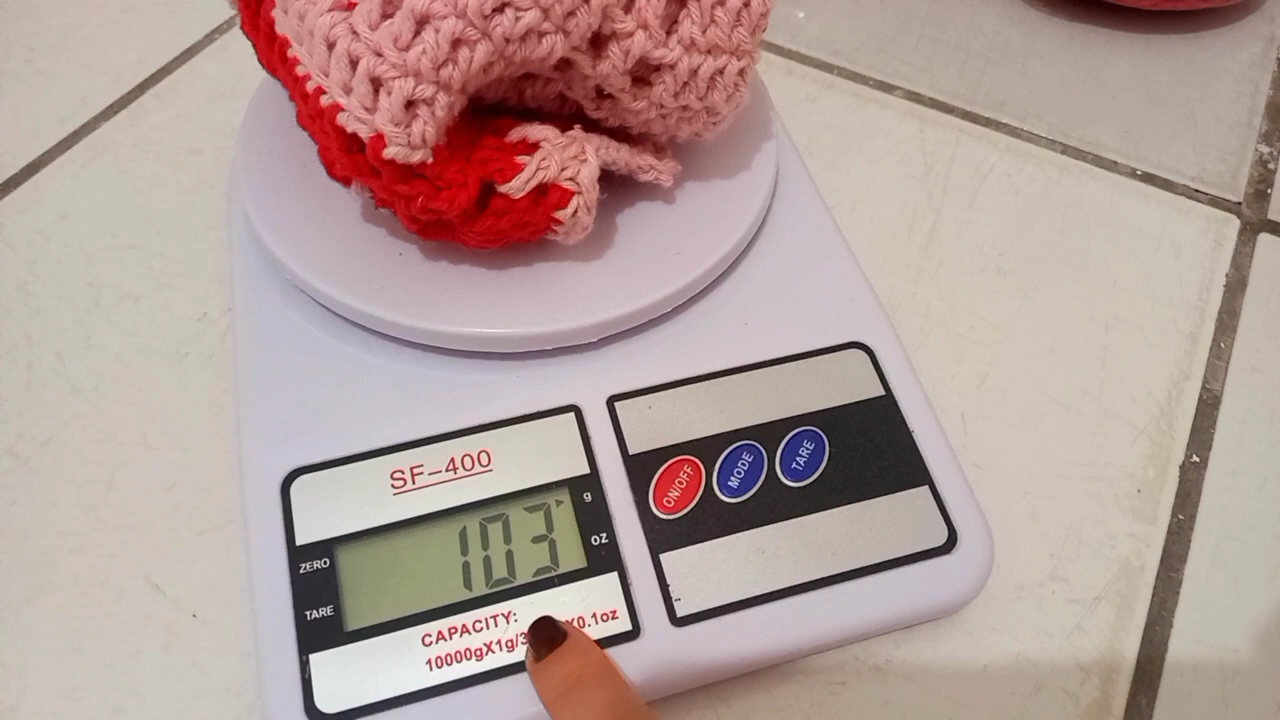 SF-400
103
g
oz
ZERO
TARE
CAPACITY:
10000gX1g/3
X0.1oz
ON/OFF
MODE
TARE